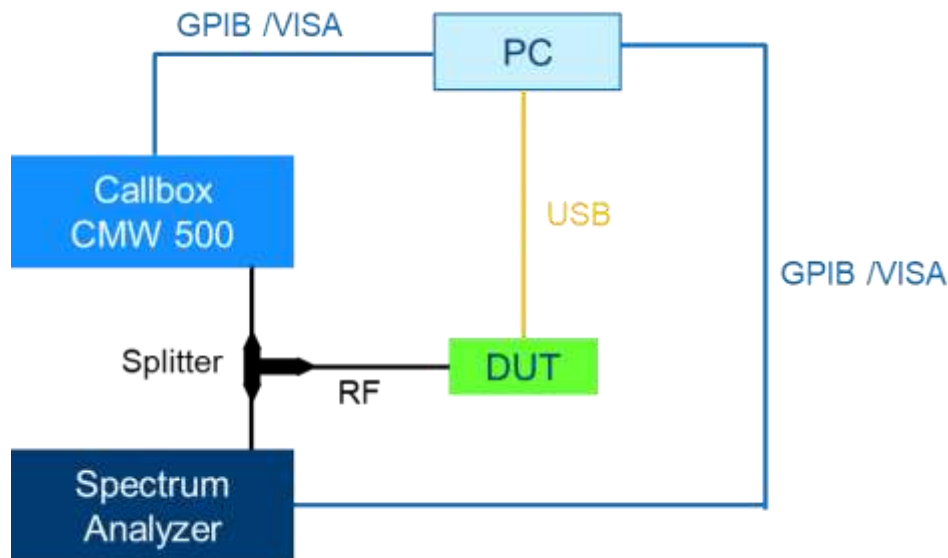 GPIB /VISA
PC
Callbox
CMW 500
USB
GPIB /VISA
Splitter
RF
DUT
Spectrum
Analyzer